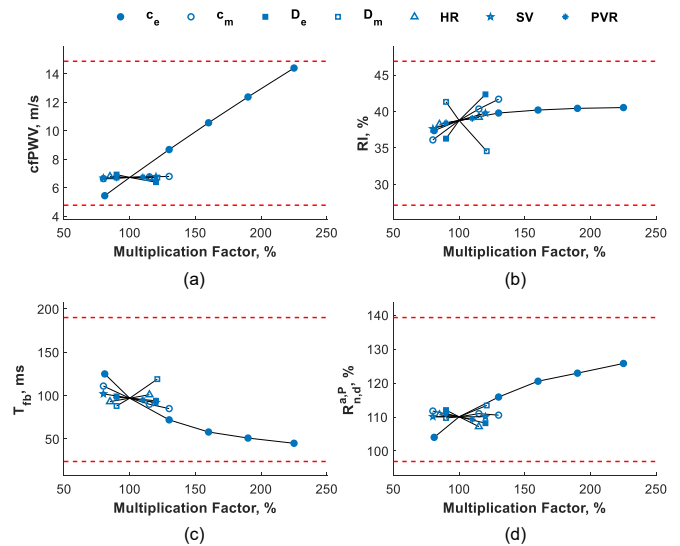 c_e c_m D_e D_m HR SV PVR
14
12
10
8
6
4
cfPWV, m/s
50 100 150 200 250
Multiplication Factor, %
(a)
45
40
35
30
RI, %
50 100 150 200 250
Multiplication Factor, %
(b)
200
150
100
50
T_fb, ms
50 100 150 200 250
Multiplication Factor, %
(c)
140
130
120
110
100
R^a,P_n,d, %
50 100 150 200 250
Multiplication Factor, %
(d)